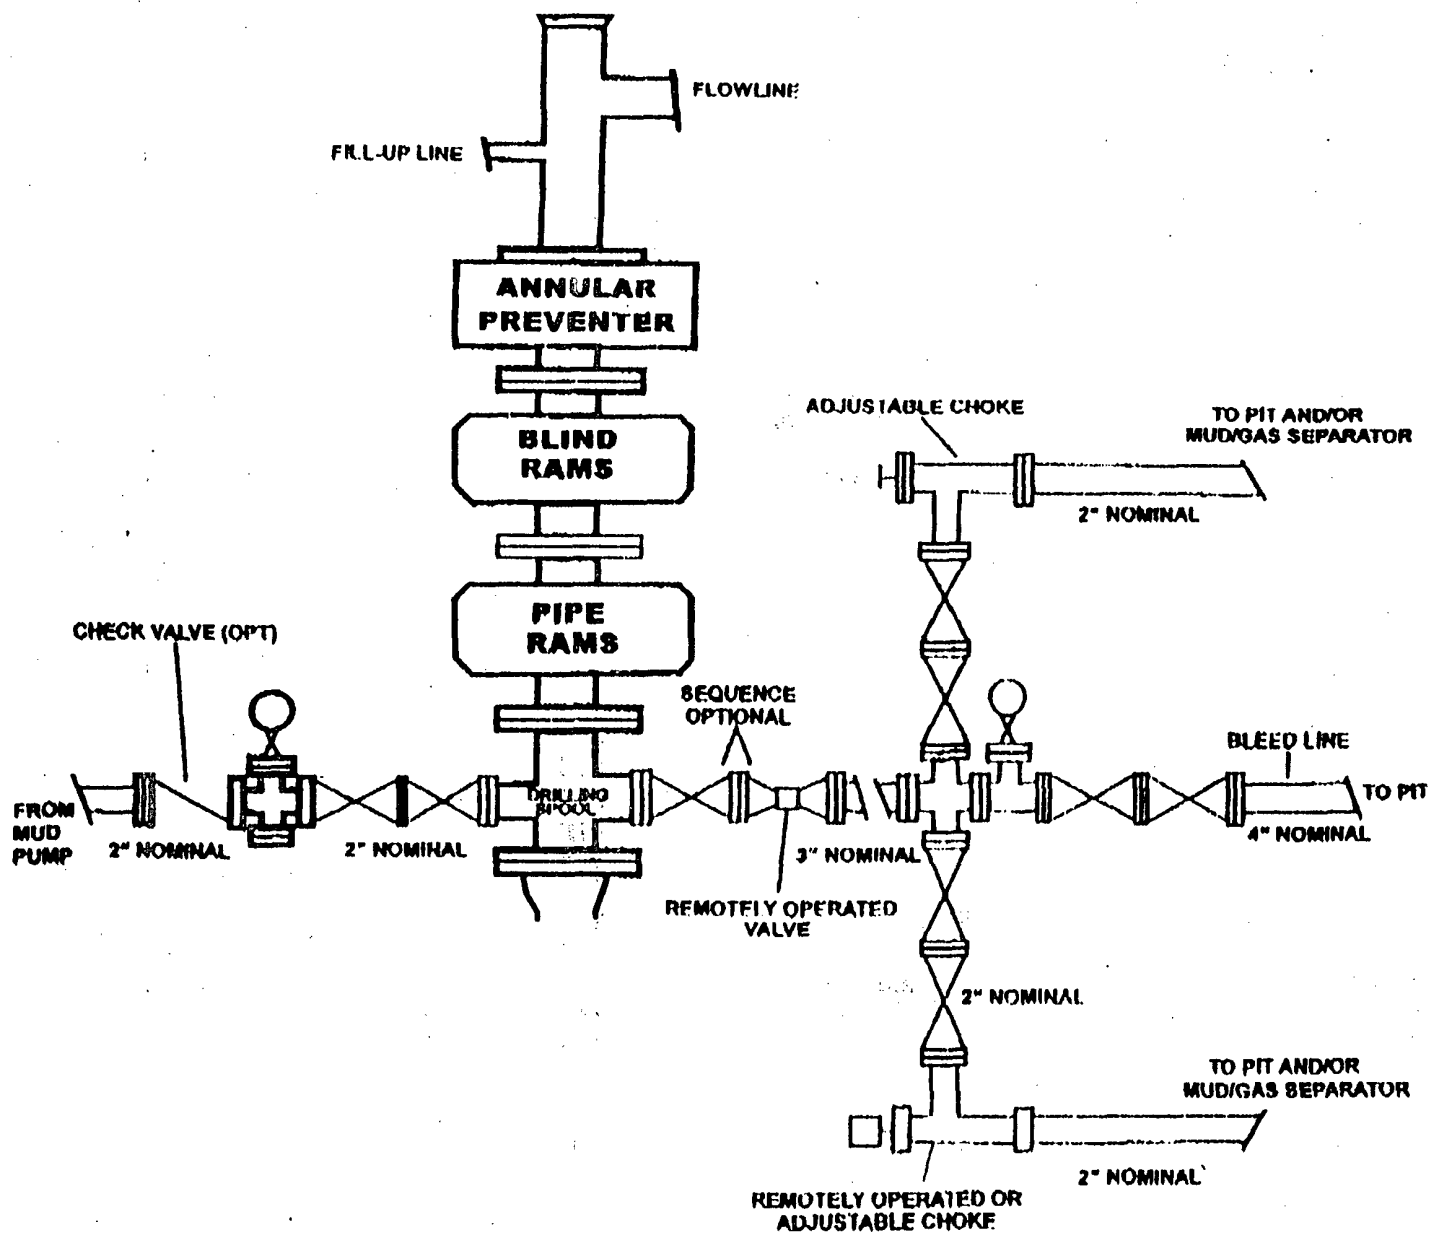 FLOWLINE
FILL-UP LINE
ANNULAR
PREVENTER
BLIND
RAMS
ADJUSTABLE CHOKE
TO PIT AND/OR
MUD/GAS SEPARATOR
2" NOMINAL
PIPE
RAMS
CHECK VALVE (OPT)
SEQUENCE
OPTIONAL
BLEED LINE
DRILLING
SPOOL
TO PIT
FROM
MUD
PUMP
2" NOMINAL
2" NOMINAL
3" NOMINAL
4" NOMINAL
REMOTELY OPERATED
VALVE
2" NOMINAL
TO PIT AND/OR
MUD/GAS SEPARATOR
2" NOMINAL
REMOTELY OPERATED OR
ADJUSTABLE CHOKE